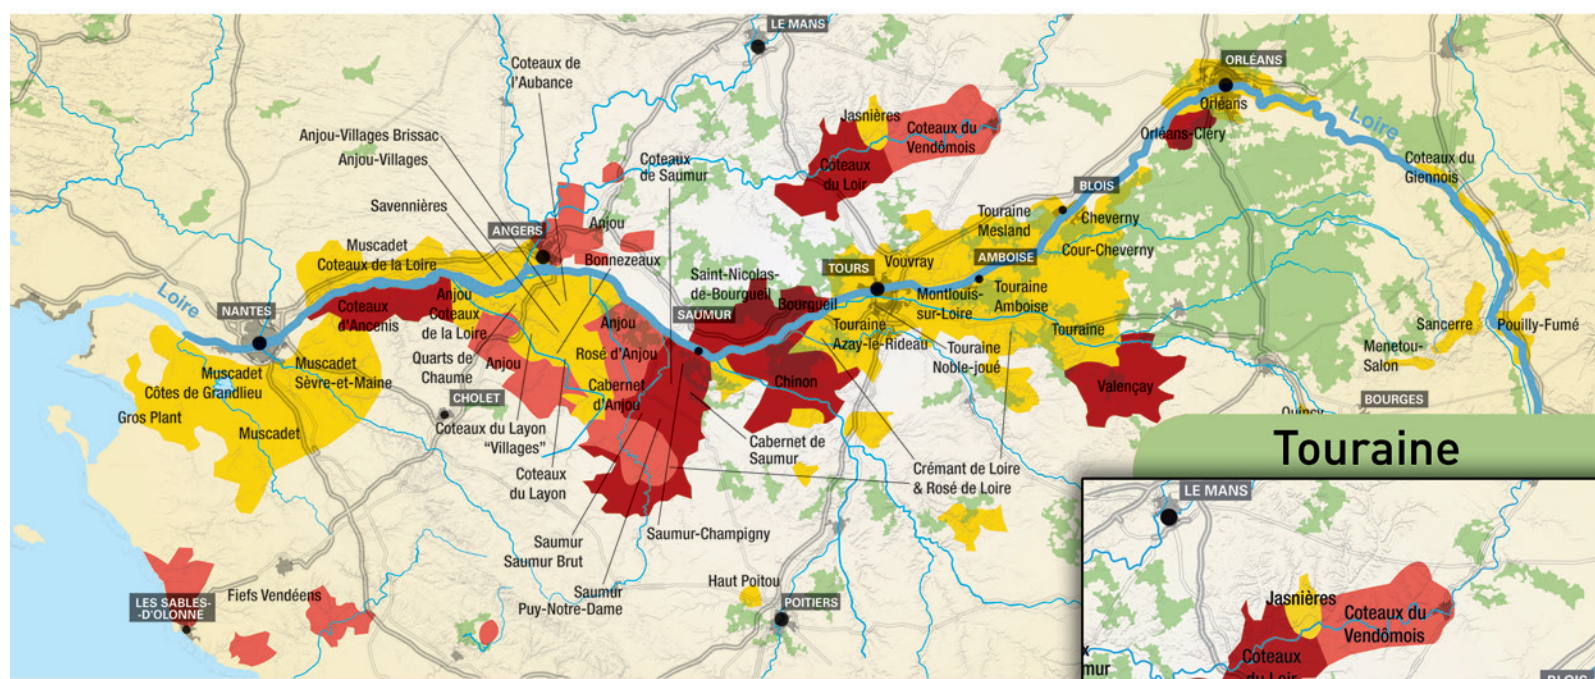 LE MANS
Coteaux de
l'Aubance
ORLÉANS
Orléans
Loire
Jasnières
Coteaux du
Vendômois
Orléans-Cléry
Anjou-Villages Brissac
Anjou-Villages
Coteaux
de Saumur
Coteaux
du Loir
Coteaux du
Giennois
BLOIS
Savennières
Touraine
Mesland
Cheverny
ANGERS
Anjou
Cour-Cheverny
Muscadet
Coteaux de la Loire
Bonnezeaux
Vouvray
AMBOISE
TOURS
Saint-Nicolas-
de-Bourgueil
Bourgueil
Montlouis-
sur-Loire
Touraine
Amboise
Loire
NANTES
Coteaux
d'Ancenis
Anjou
Coteaux
de la Loire
SAUMUR
Anjou
Touraine
Azay-le-Rideau
Touraine
Sancerre
Pouilly-Fumé
Rosé d'Anjou
Touraine
Noble-joué
Menetou-
Salon
Muscadet
Sèvre-et-Maine
Quarts de
Chaume
Anjou
Muscadet
Côtes de Grandlieu
Cabernet
d'Anjou
Chinon
Valençay
CHOLET
BOURGES
Gros Plant
Quincy
Muscadet
Coteaux du Layon
"Villages"
Cabernet de
Saumur
Touraine
Coteaux
du Layon
Crémant de Loire
& Rosé de Loire
LE MANS
Saumur-Champigny
Saumur
Saumur Brut
Haut Poitou
Saumur
Puy-Notre-Dame
Fiefs Vendéens
LES SABLES-
-D'OLONNE
POITIERS
Jasnières
Coteaux du
Vendômois
Coteaux
du Loir
mur
BLOIS